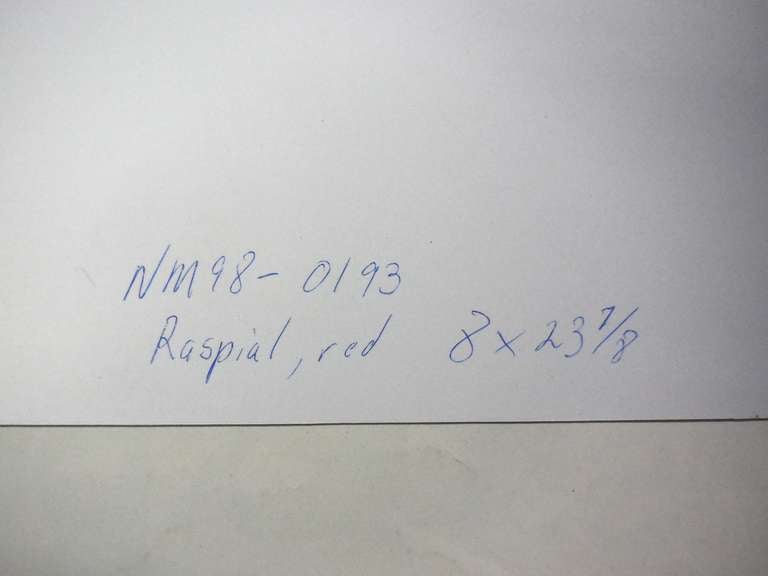 NM98-0193
Raspial, red 8 x 23 7/8